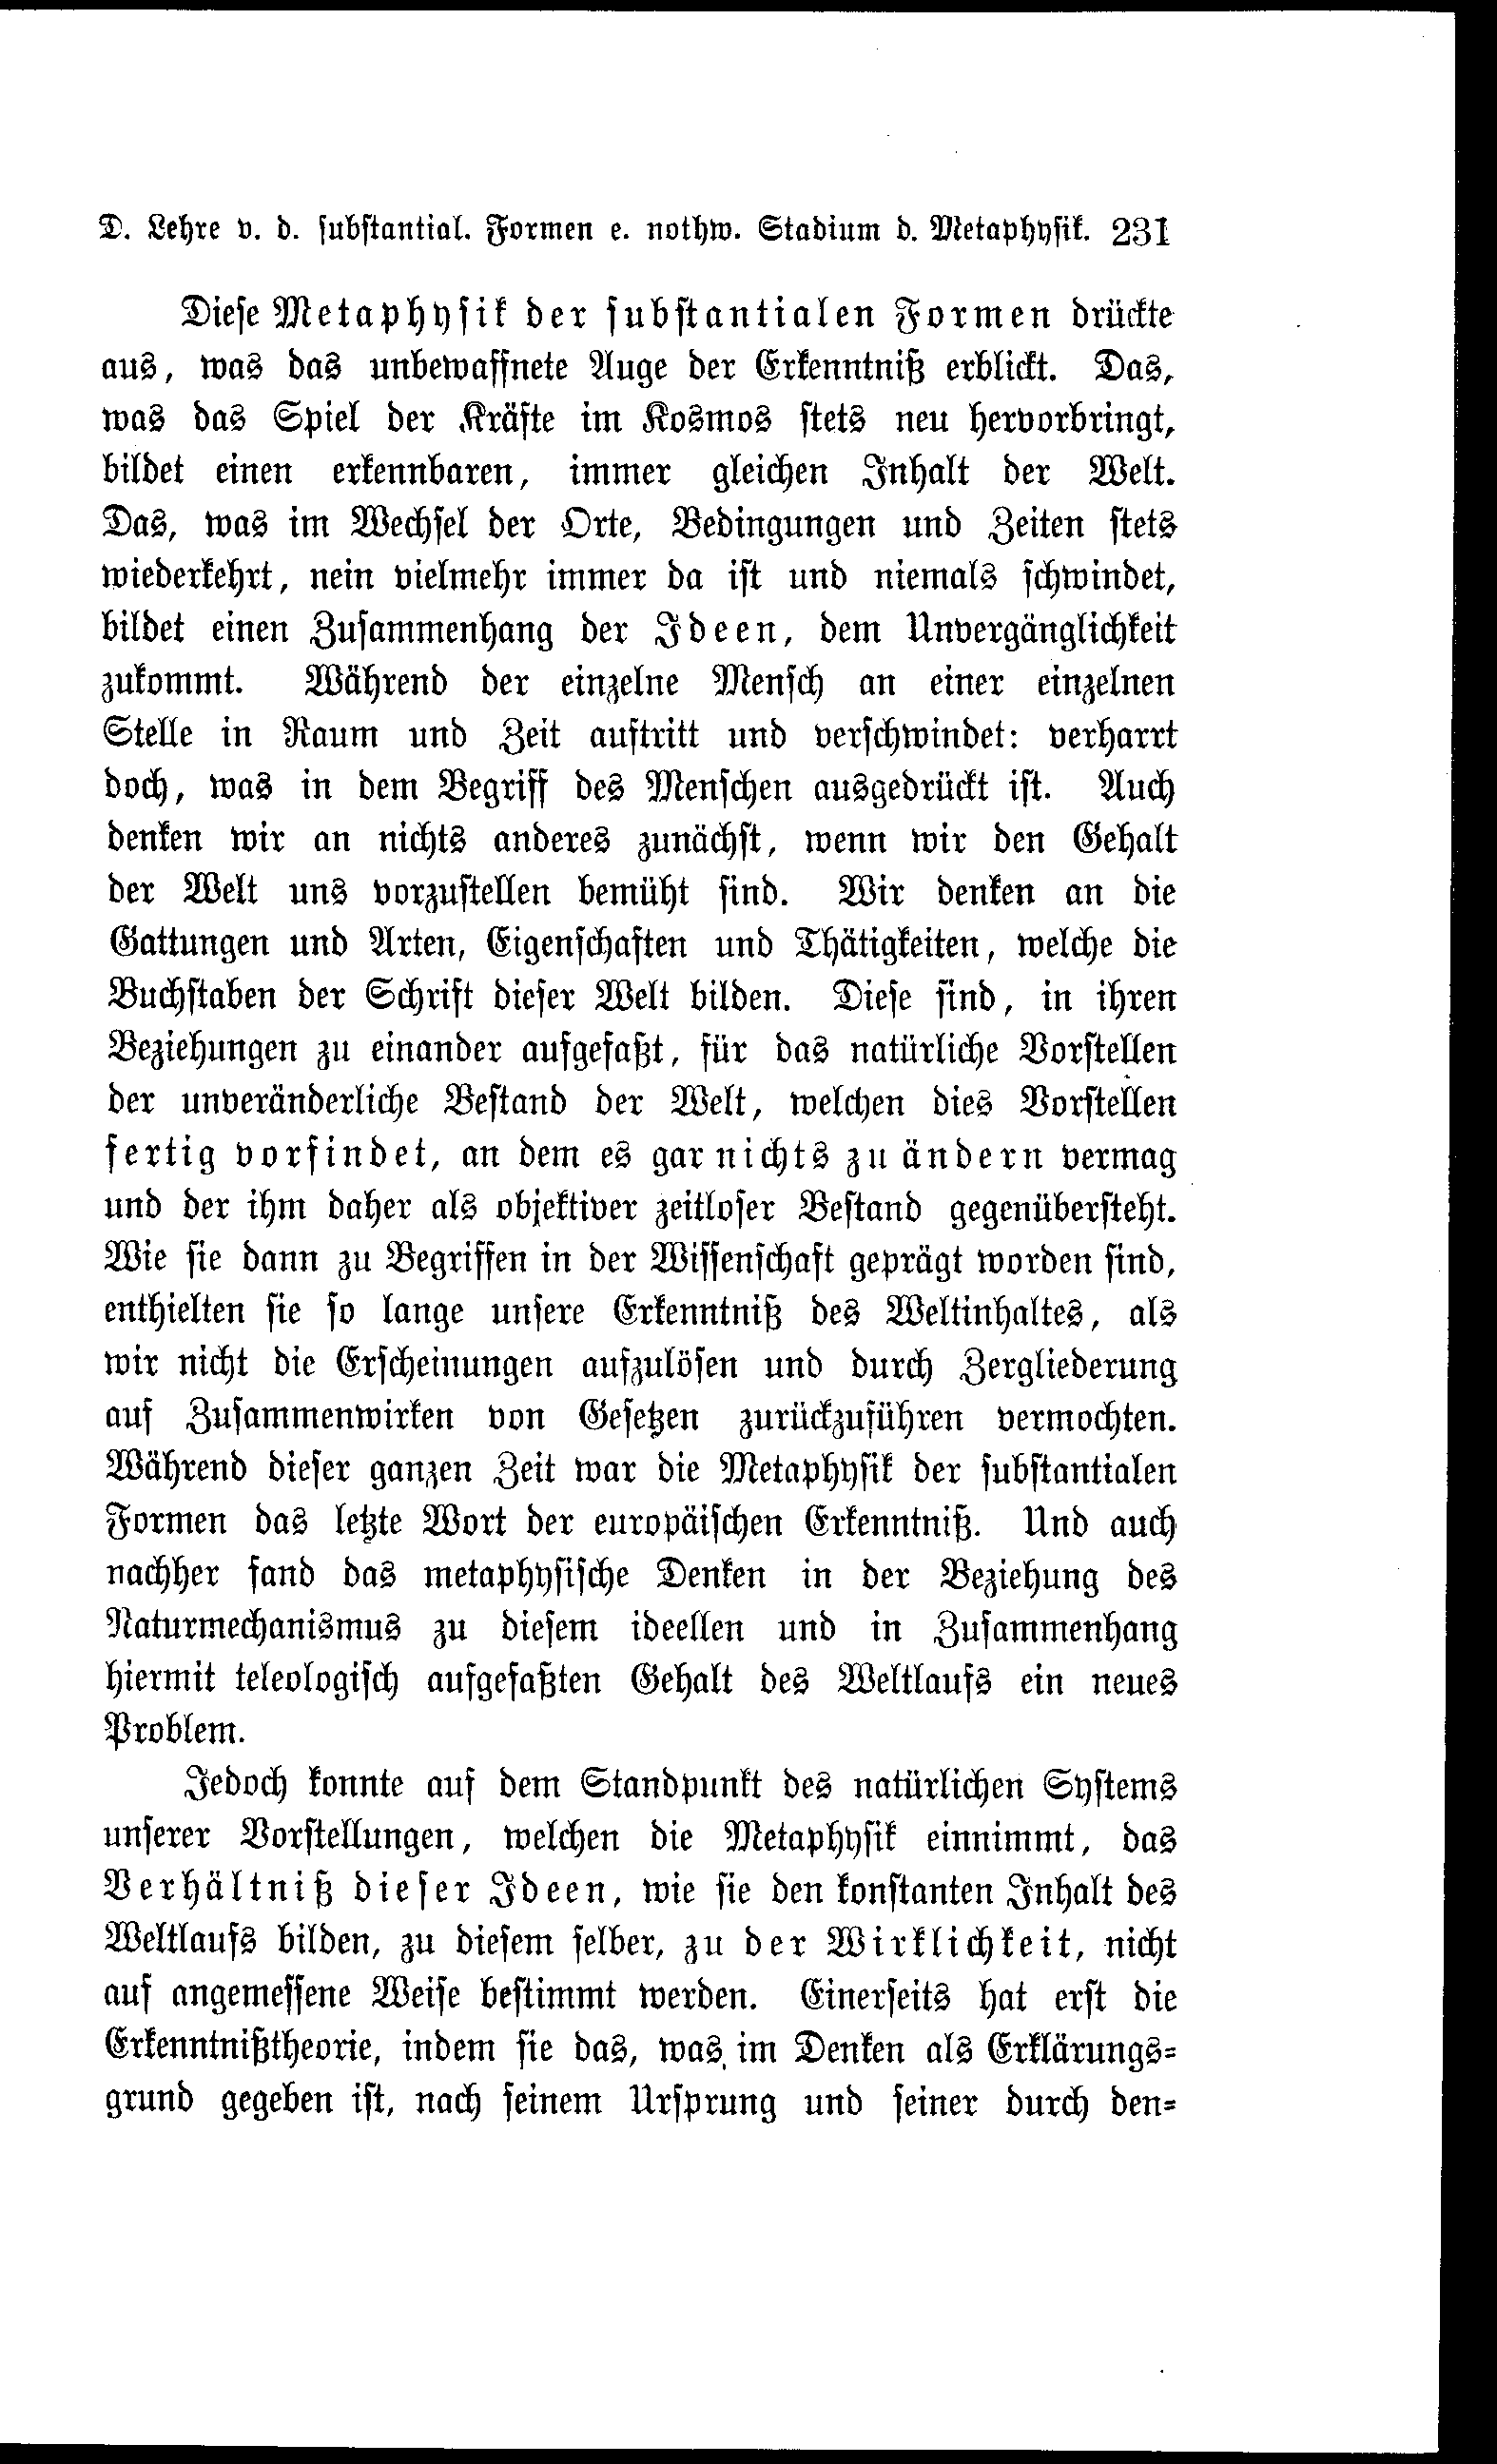 D. Lehre v. d. substantial. Formen e. nothw. Stadium d. Metaphysik. 231
Diese Metaphysik der substantialen Formen drückte
aus, was das unbewaffnete Auge der Erkenntniß erblickt. Das,
was das Spiel der Kräfte im Kosmos stets neu hervorbringt,
bildet einen erkennbaren, immer gleichen Inhalt der Welt.
Das, was im Wechsel der Orte, Bedingungen und Zeiten stets
wiederkehrt, nein vielmehr immer da ist und niemals schwindet,
bildet einen Zusammenhang der Ideen, dem Unvergänglichkeit
zukommt. Während der einzelne Mensch an einer einzelnen
Stelle in Raum und Zeit auftritt und verschwindet: verharrt
doch, was in dem Begriff des Menschen ausgedrückt ist. Auch
denken wir an nichts anderes zunächst, wenn wir den Gehalt
der Welt uns vorzustellen bemüht sind. Wir denken an die
Gattungen und Arten, Eigenschaften und Thätigkeiten, welche die
Buchstaben der Schrift dieser Welt bilden. Diese sind, in ihren
Beziehungen zu einander aufgefaßt, für das natürliche Vorstellen
der unveränderliche Bestand der Welt, welchen dies Vorstellen
fertig vorfindet, an dem es gar nichts zu ändern vermag
und der ihm daher als objektiver zeitloser Bestand gegenübersteht.
Wie sie dann zu Begriffen in der Wissenschaft geprägt worden sind,
enthielten sie so lange unsere Erkenntniß des Weltinhaltes, als
wir nicht die Erscheinungen aufzulösen und durch Zergliederung
auf Zusammenwirken von Gesetzen zurückzuführen vermochten.
Während dieser ganzen Zeit war die Metaphysik der substantialen
Formen das letzte Wort der europäischen Erkenntniß. Und auch
nachher fand das metaphysische Denken in der Beziehung des
Naturmechanismus zu diesem ideellen und in Zusammenhang
hiermit teleologisch aufgefaßten Gehalt des Weltlaufs ein neues
Problem.
Jedoch konnte auf dem Standpunkt des natürlichen Systems
unserer Vorstellungen, welchen die Metaphysik einnimmt, das
Verhältniß dieser Ideen, wie sie den konstanten Inhalt des
Weltlaufs bilden, zu diesem selber, zu der Wirklichkeit, nicht
auf angemessene Weise bestimmt werden. Einerseits hat erst die
Erkenntnißtheorie, indem sie das, was im Denken als Erklärungs-
grund gegeben ist, nach seinem Ursprung und seiner durch den-